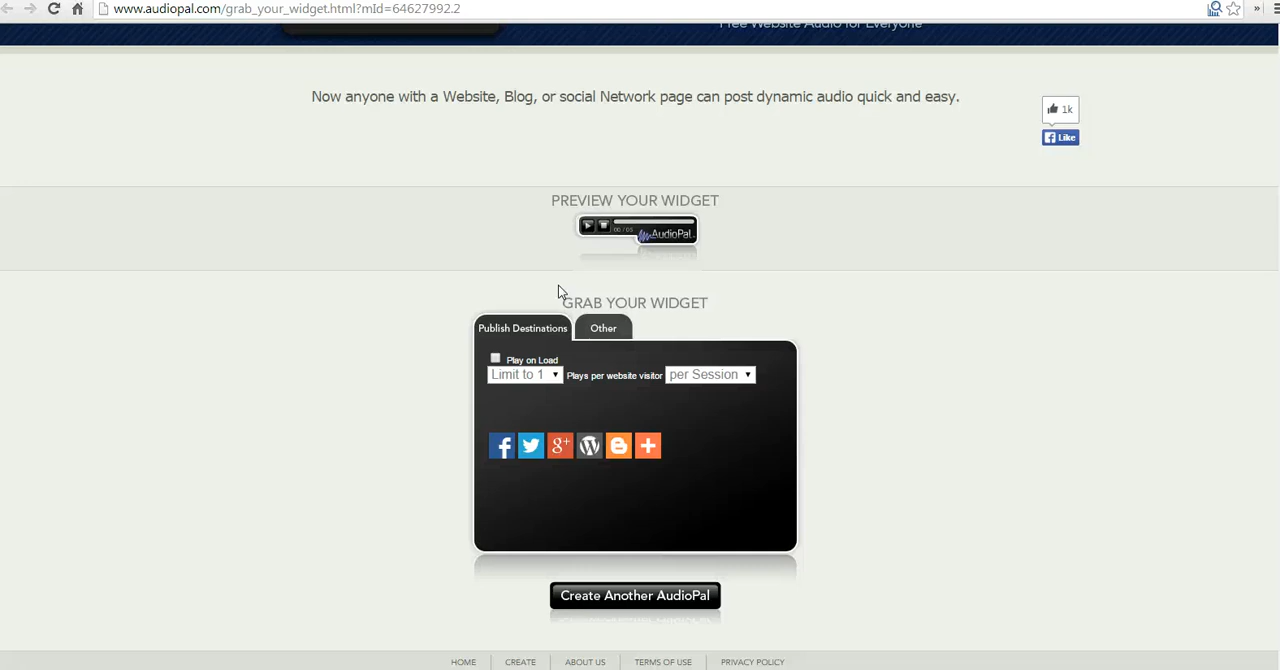 www.audiopal.com/grab_your_widget.html?mId=64627992.2
Free Website Audio for Everyone
Now anyone with a Website, Blog, or social Network page can post dynamic audio quick and easy.
1k
Like
PREVIEW YOUR WIDGET
AudioPal
GRAB YOUR WIDGET
Publish Destinations Other
Play on Load
Limit to 1 Plays per website visitor per Session
Create Another AudioPal
HOME CREATE ABOUT US TERMS OF USE PRIVACY POLICY